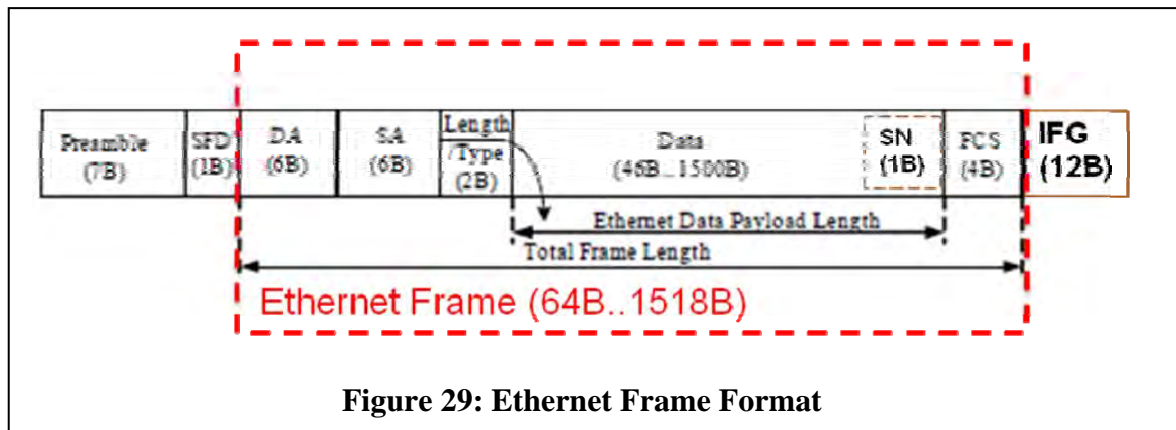 Preamble
(7B)
SFD
(1B)
DA
(6B)
SA
(6B)
Length
/Type
(2B)
Data
(46B...1500B)
SN
(1B)
FCS
(4B)
IFG
(12B)
Ethernet Data Payload Length
Total Frame Length
Ethernet Frame (64B..1518B)
Figure 29: Ethernet Frame Format